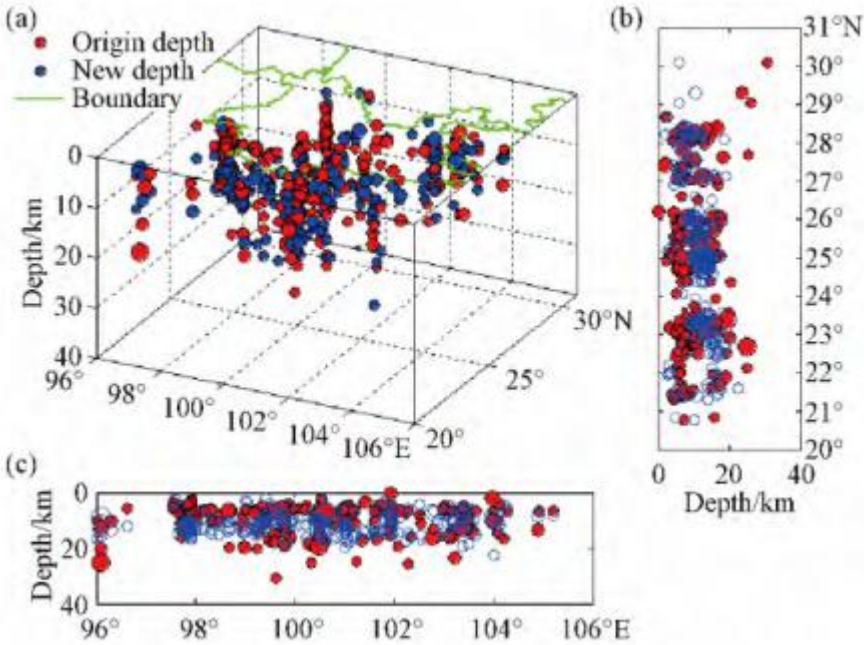 (a)
Origin depth
New depth
Boundary
Depth/km
0
10
20
30
40
96°
98°
100°
102°
104°
106°E
20°
25°
30°N
(b)
31°N
30°
29°
28°
27°
26°
25°
24°
23°
22°
21°
20°
0 20 40
Depth/km
(c)
Depth/km
0
20
40
96° 98° 100° 102° 104° 106°E